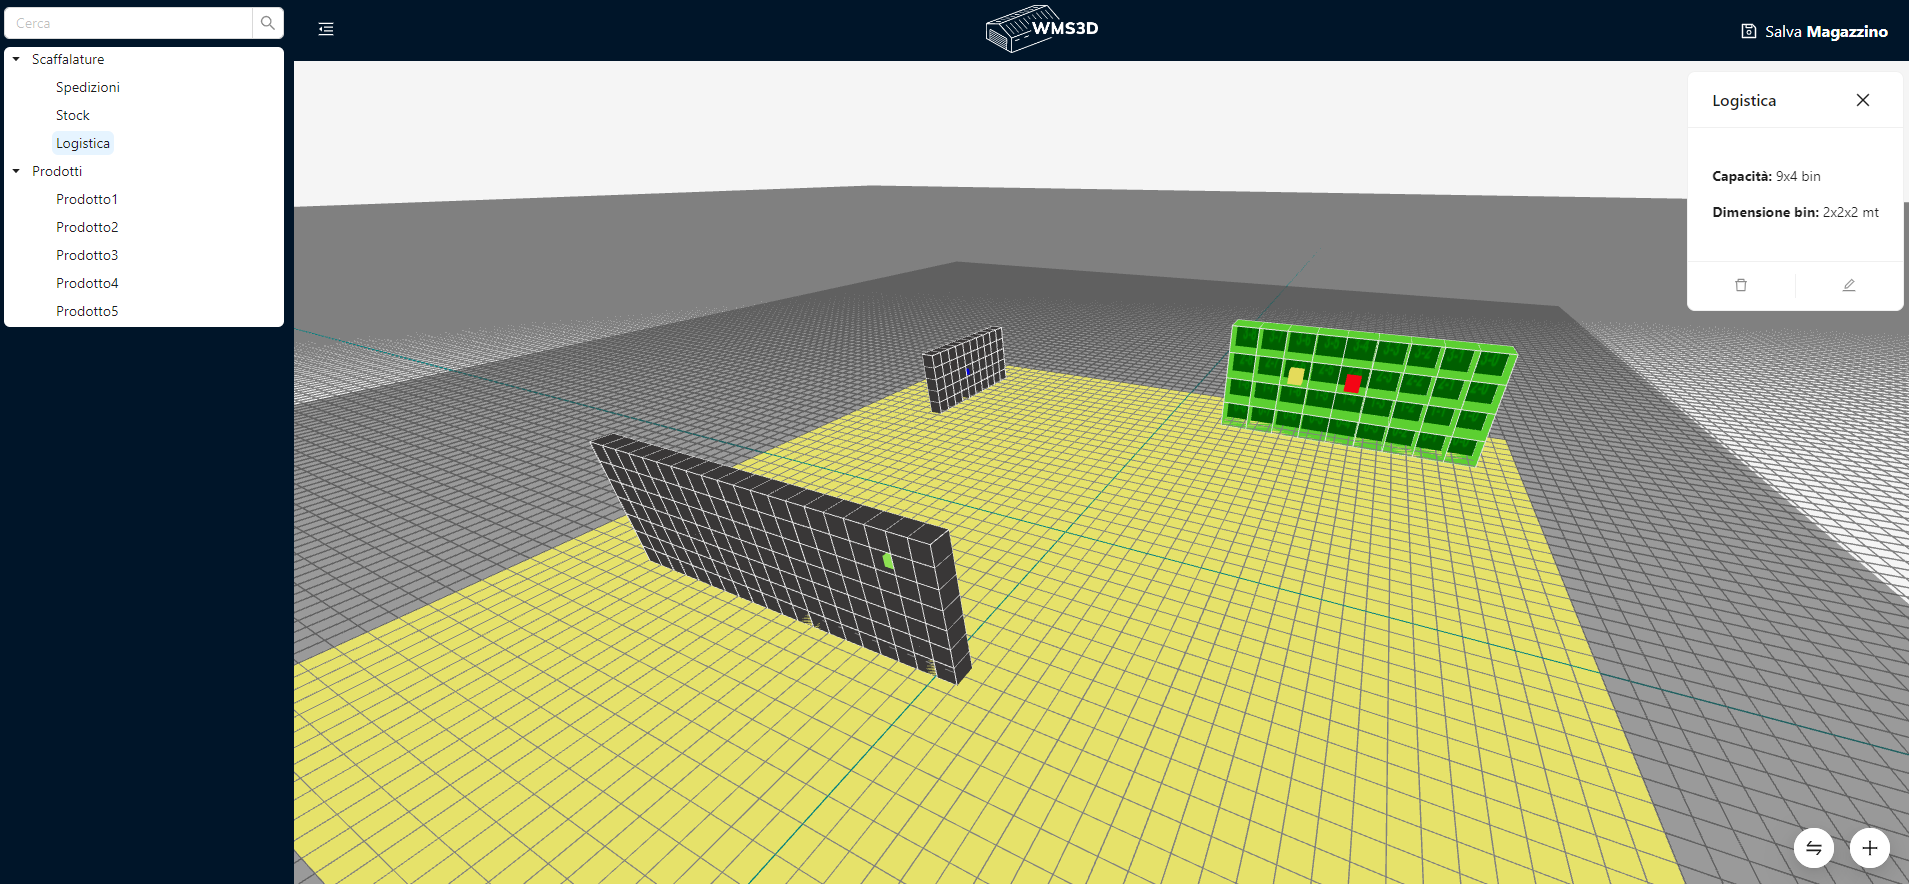 Cerca
WMS3D
Salva Magazzino
Scaffalature
Spedizioni
Stock
Logistica
Prodotti
Prodotto1
Prodotto2
Prodotto3
Prodotto4
Prodotto5
Logistica
Capacità: 9x4 bin
Dimensione bin: 2x2x2 mt